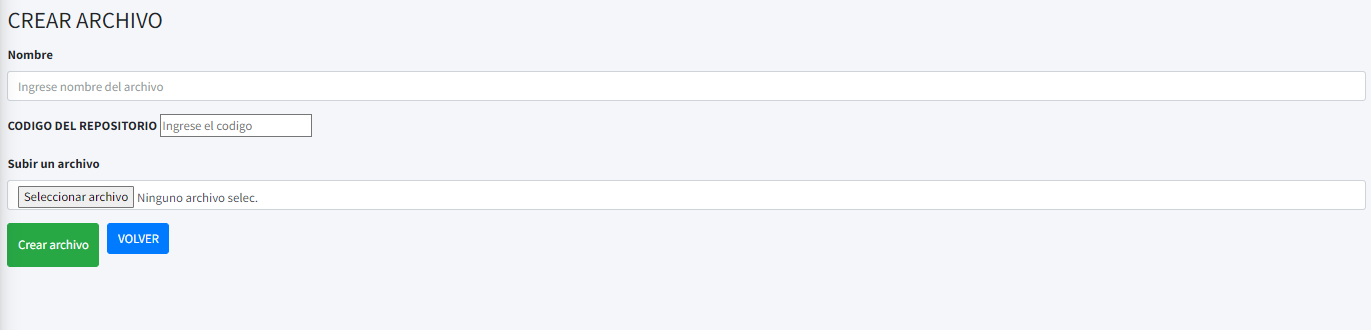 CREAR ARCHIVO
Nombre
Ingrese nombre del archivo
CODIGO DEL REPOSITORIO Ingrese el codigo
Subir un archivo
Seleccionar archivo Ninguno archivo selec.
Crear archivo VOLVER